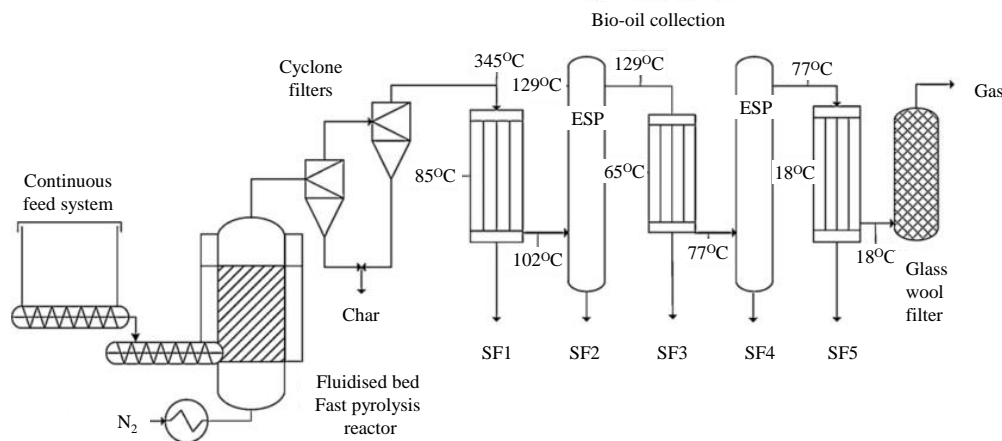 Bio-oil collection
345°C
129°C
129°C
77°C
Cyclone
filters
ESP
ESP
Gas
Continuous
feed system
85°C
65°C
18°C
102°C
77°C
18°C
Char
Glass
wool
filter
SF1
SF2
SF3
SF4
SF5
Fluidised bed
Fast pyrolysis
reactor
N₂